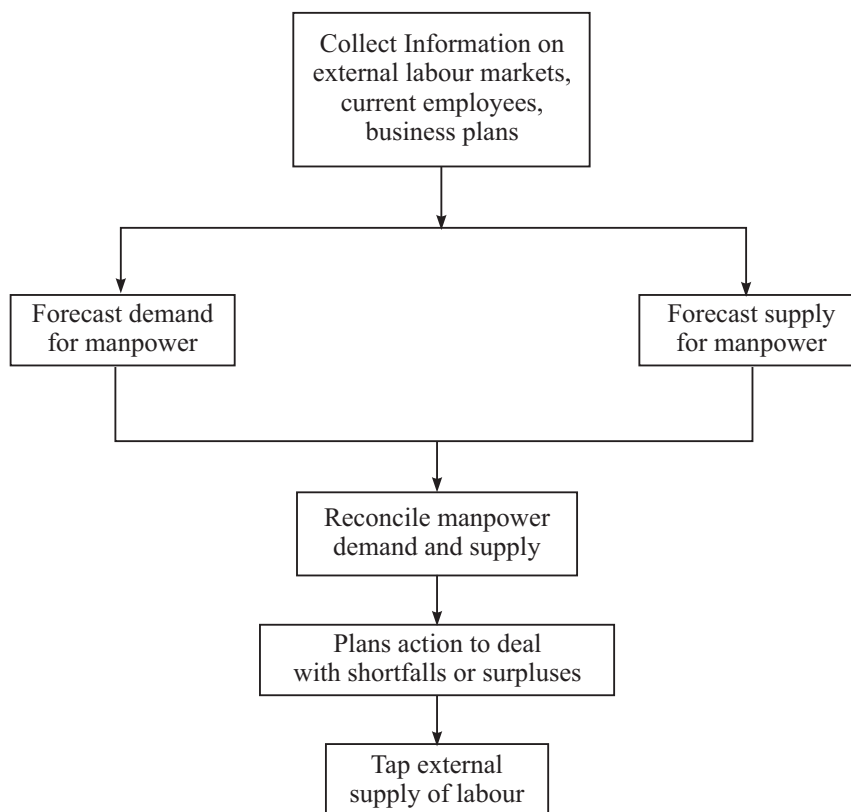 Collect Information on
external labour markets,
current employees,
business plans
Forecast demand
for manpower
Forecast supply
for manpower
Reconcile manpower
demand and supply
Plans action to deal
with shortfalls or surpluses
Tap external
supply of labour